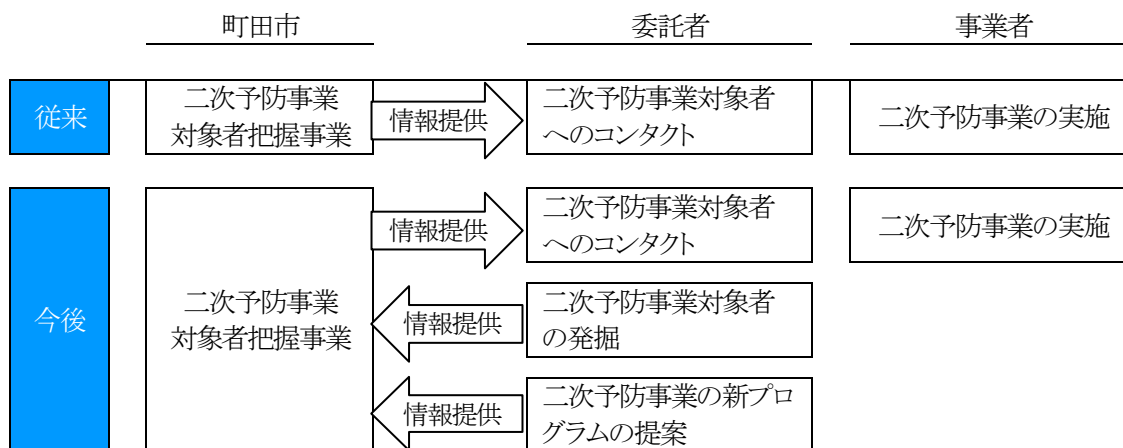 町田市
委託者
事業者
従来
二次予防事業
対象者把握事業
情報提供
二次予防事業対象者
へのコンタクト
二次予防事業の実施
今後
二次予防事業
対象者把握事業
情報提供
二次予防事業対象者
へのコンタクト
二次予防事業の実施
情報提供
二次予防事業対象者
の発掘
情報提供
二次予防事業の新プロ
グラムの提案